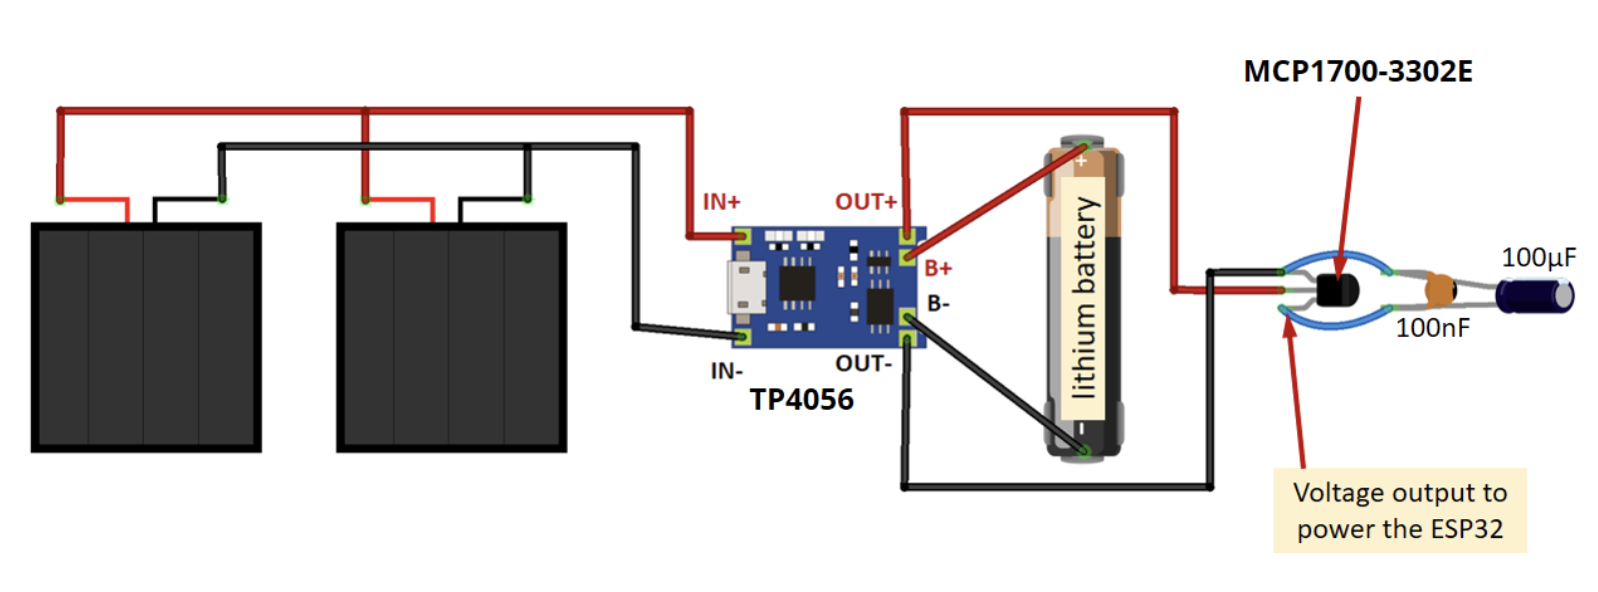 MCP1700-3302E
IN+
OUT+
B+
B-
IN-
OUT-
TP4056
+
lithium battery
-
100µF
100nF
Voltage output to
power the ESP32